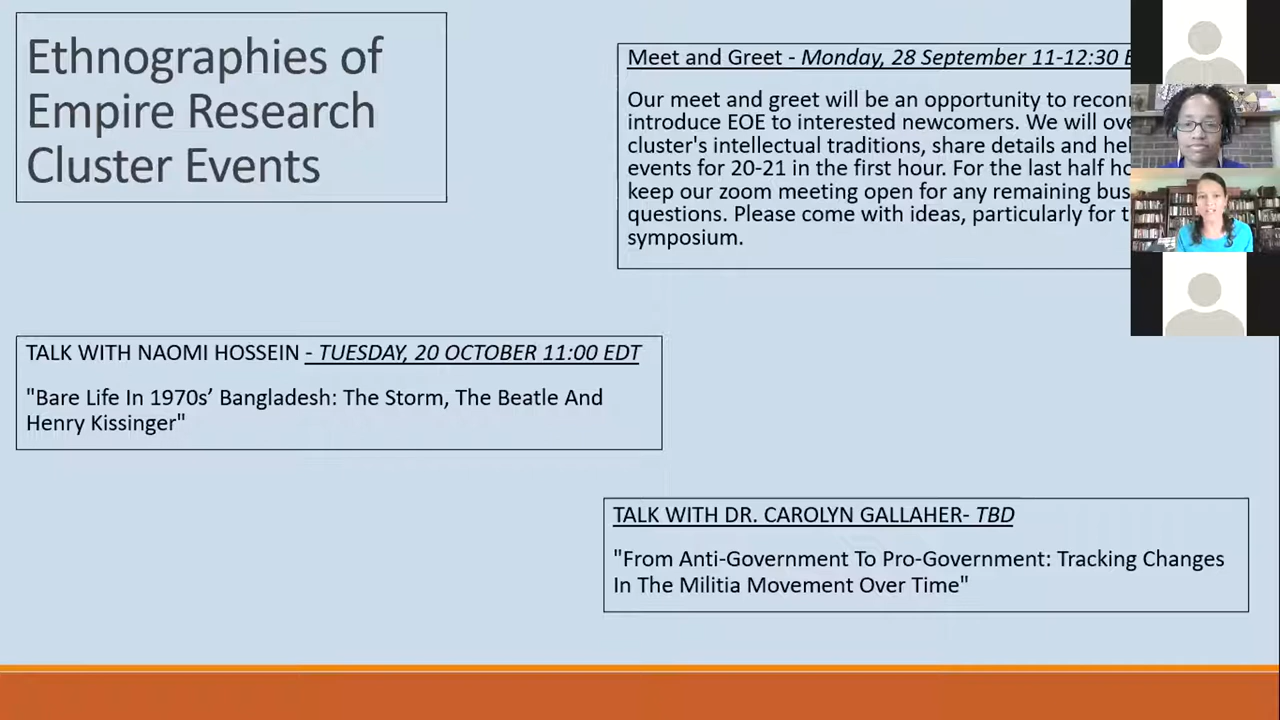 Ethnographies of
Empire Research
Cluster Events
Meet and Greet - Monday, 28 September 11-12:30
Our meet and greet will be an opportunity to
introduce EOE to interested newcomers. We will
cluster's intellectual traditions, share details and
events for 20-21 in the first hour. For the last half
keep our zoom meeting open for any remaining
questions. Please come with ideas, particularly for
symposium.
TALK WITH NAOMI HOSSEIN - TUESDAY, 20 OCTOBER 11:00 EDT
"Bare Life In 1970s’ Bangladesh: The Storm, The Beatle And
Henry Kissinger"
TALK WITH DR. CAROLYN GALLAHER- TBD
"From Anti-Government To Pro-Government: Tracking Changes
In The Militia Movement Over Time"